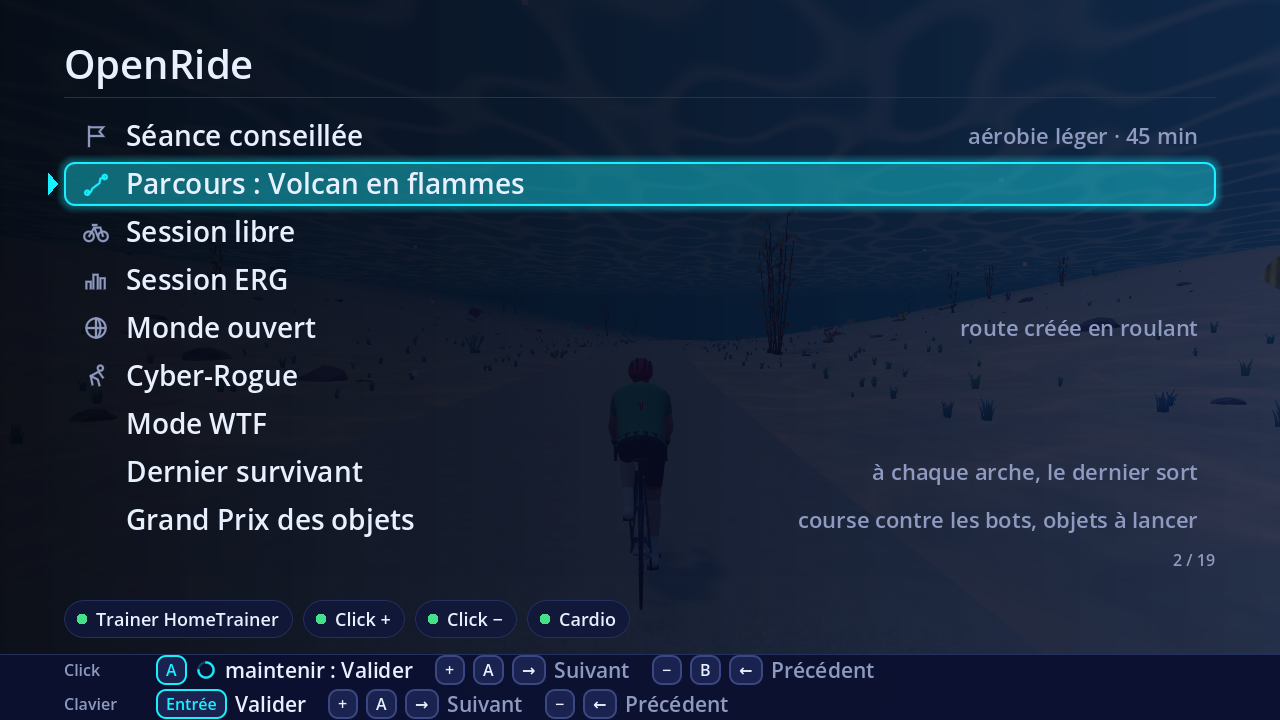 OpenRide
Séance conseillée aérobie léger · 45 min
Parcours : Volcan en flammes
Session libre
Session ERG
Monde ouvert route créée en roulant
Cyber-Rogue
Mode WTF
Dernier survivant à chaque arche, le dernier sort
Grand Prix des objets course contre les bots, objets à lancer
2 / 19
Trainer HomeTrainer Click + Click − Cardio
Click A maintenir : Valider + A → Suivant − B ← Précédent
Clavier Entrée Valider + A → Suivant − ← Précédent